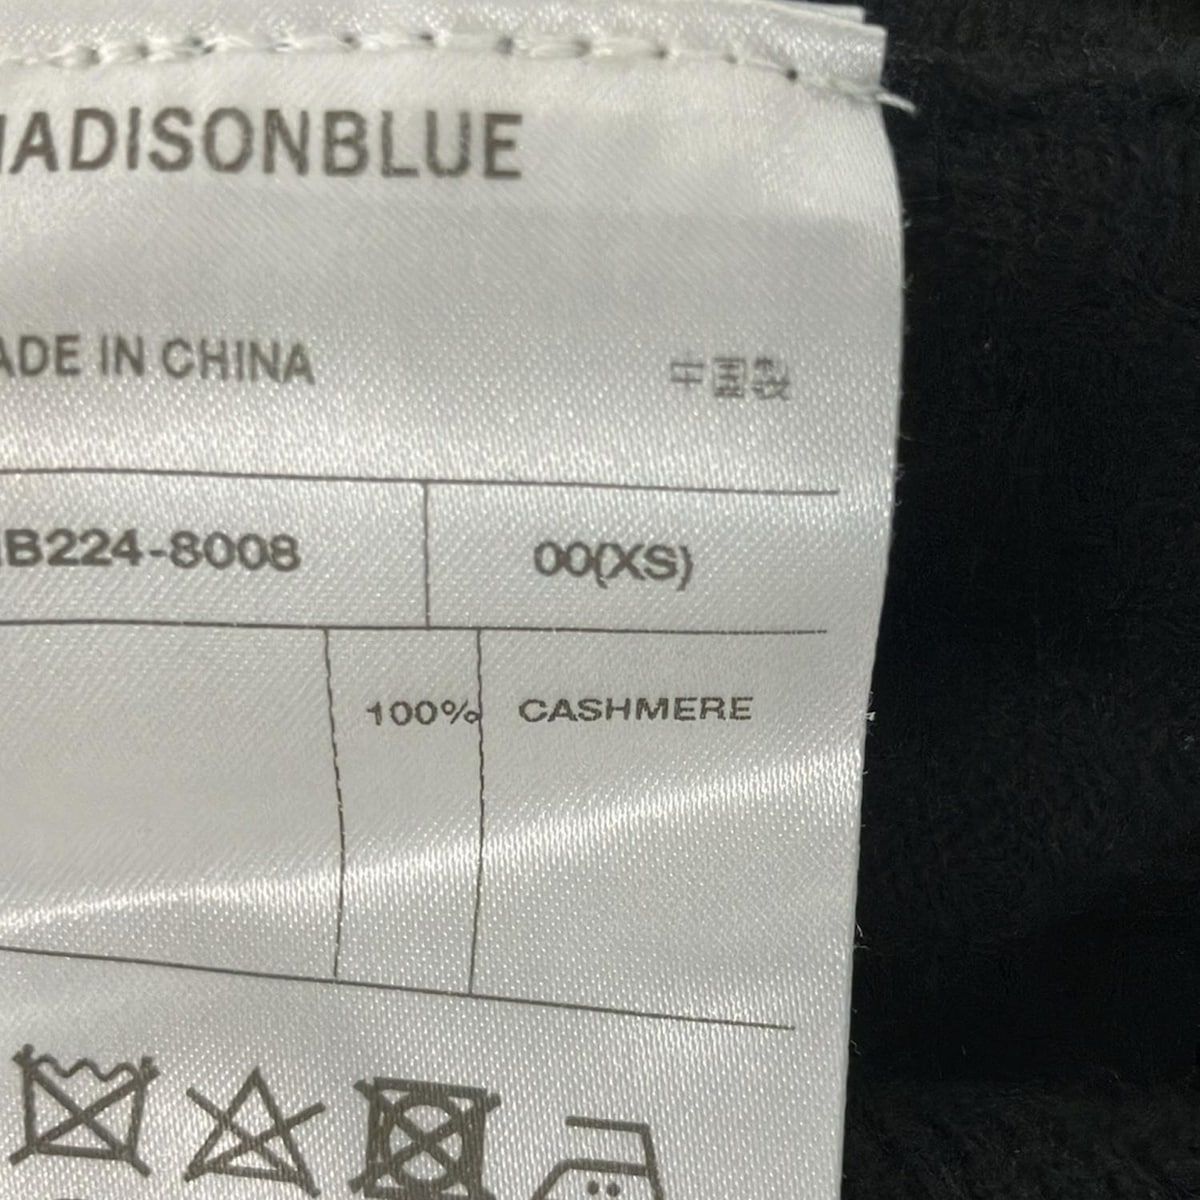 MADISONBLUE
MADE IN CHINA 中国製
MB224-8008 00(XS)
100% CASHMERE